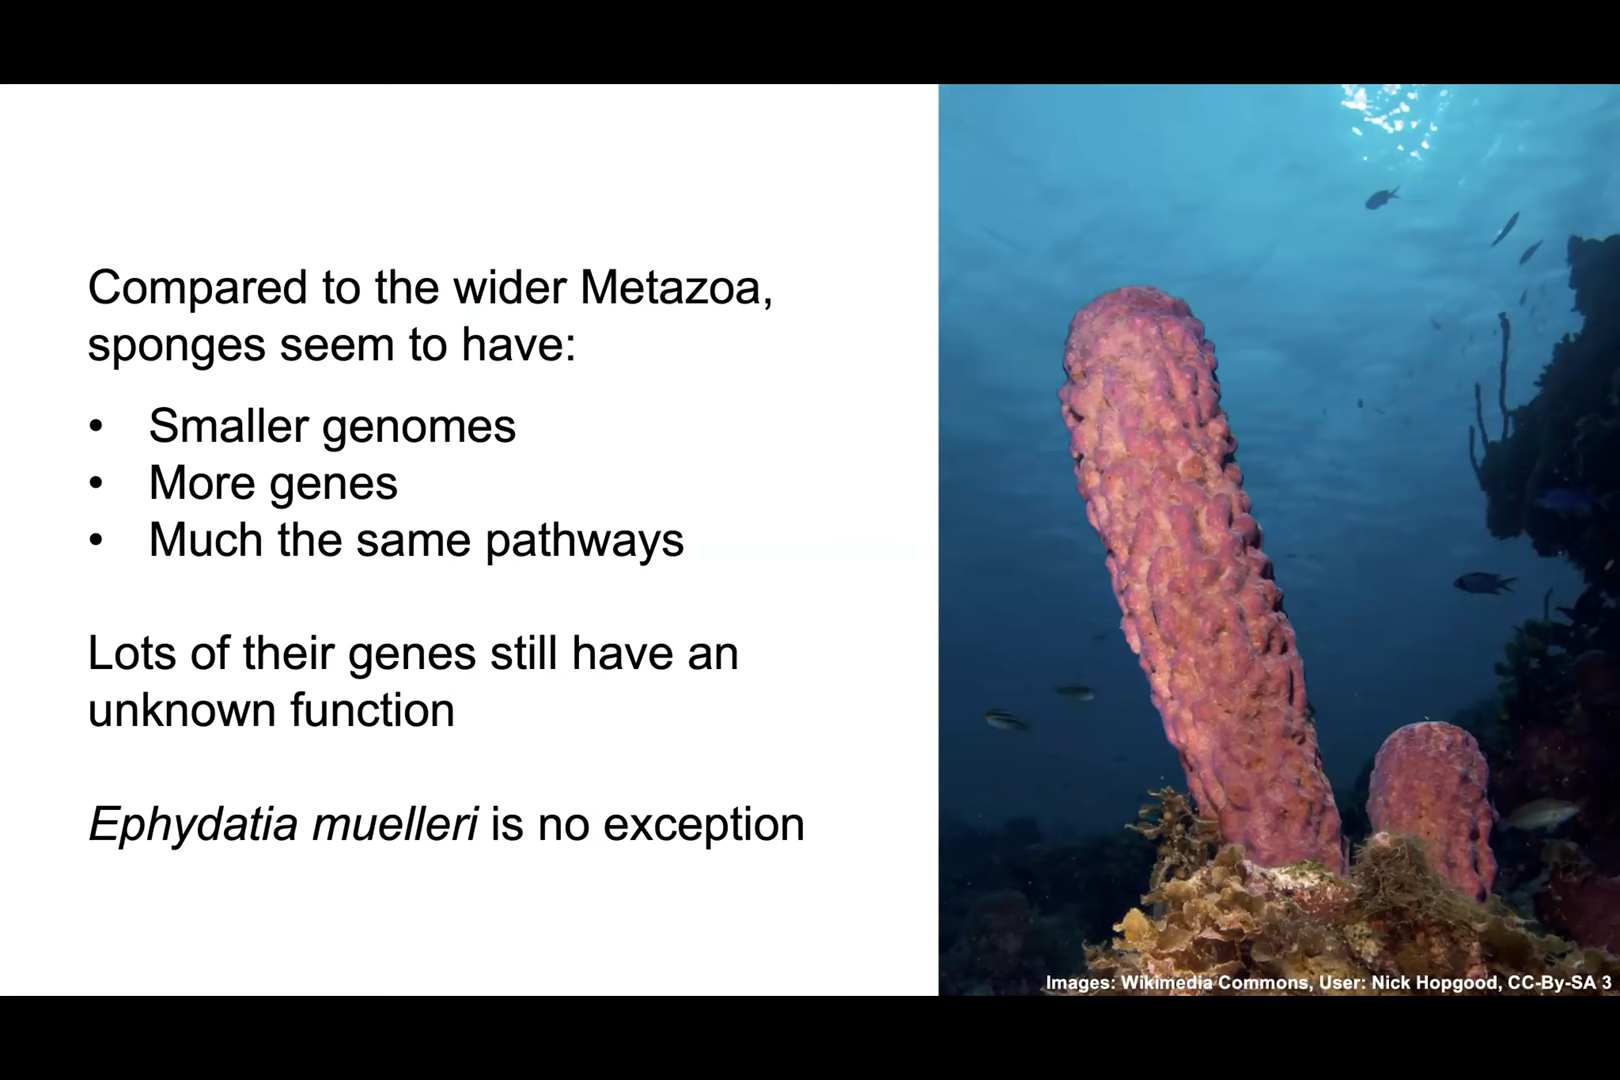 Compared to the wider Metazoa,
sponges seem to have:
• Smaller genomes
• More genes
• Much the same pathways
Lots of their genes still have an
unknown function
Ephydatia muelleri is no exception
Images: Wikimedia Commons, User: Nick Hopgood, CC-By-SA 3